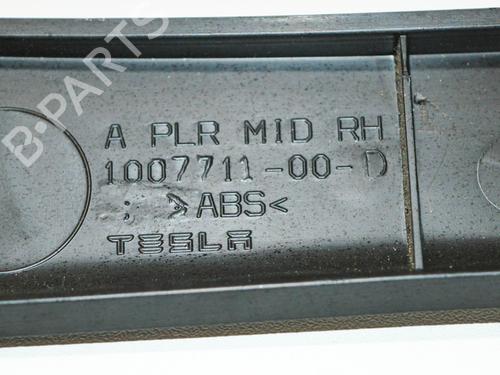 B-PARTS
A PLR MID RH
1007711-00-D
; >ABS<
TESLA